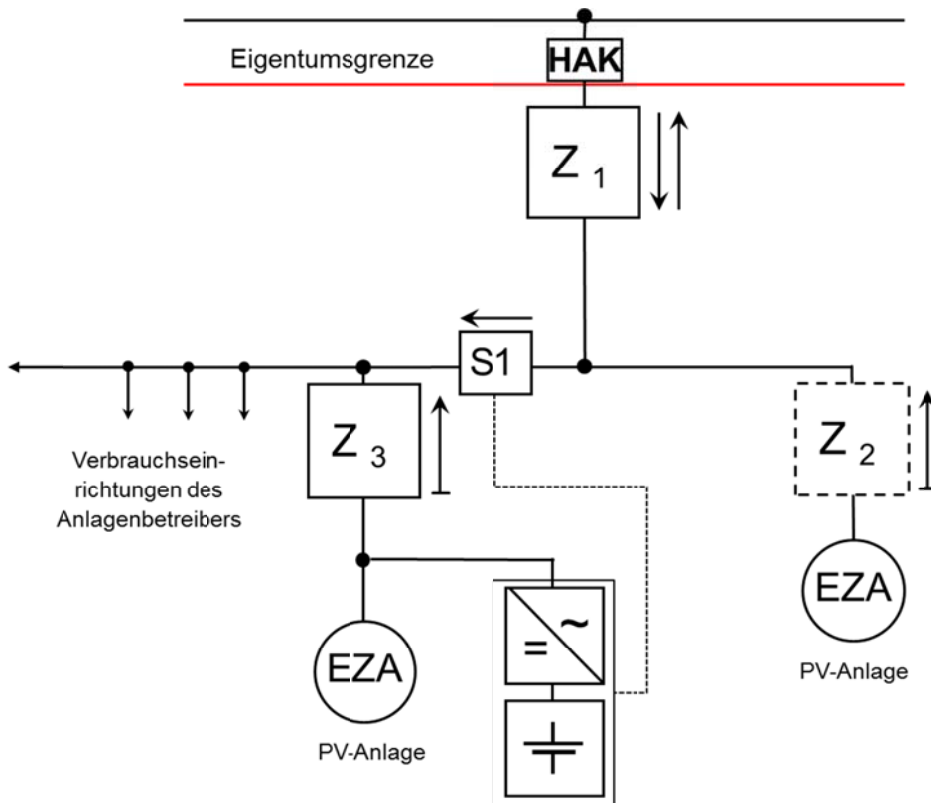 Eigentumsgrenze
HAK
Z 1
S1
Z 3
Z 2
Verbrauchsein-
richtungen des
Anlagenbetreibers
EZA
PV-Anlage
EZA
PV-Anlage
= ~